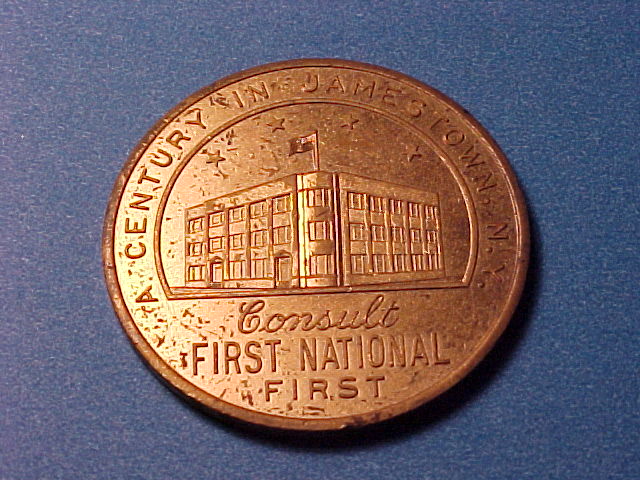 A CENTURY IN JAMESTOWN, N.Y.
Consult
FIRST NATIONAL
FIRST